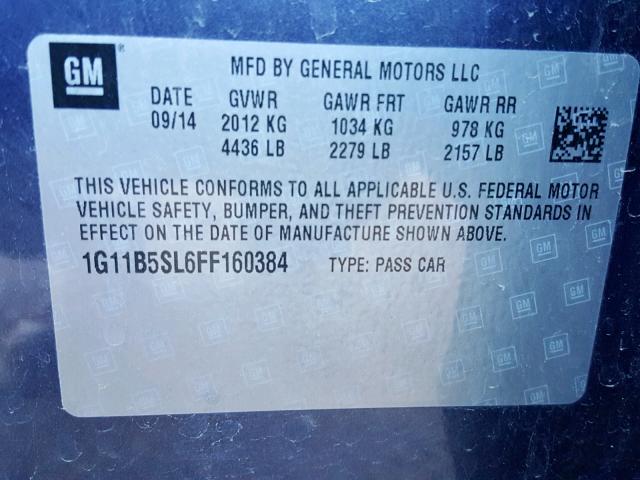 GM ®
MFD BY GENERAL MOTORS LLC
DATE GVWR GAWR FRT GAWR RR
09/14 2012 KG 1034 KG 978 KG
4436 LB 2279 LB 2157 LB
THIS VEHICLE CONFORMS TO ALL APPLICABLE U.S. FEDERAL MOTOR
VEHICLE SAFETY, BUMPER, AND THEFT PREVENTION STANDARDS IN
EFFECT ON THE DATE OF MANUFACTURE SHOWN ABOVE.
1G11B5SL6FF160384 TYPE: PASS CAR